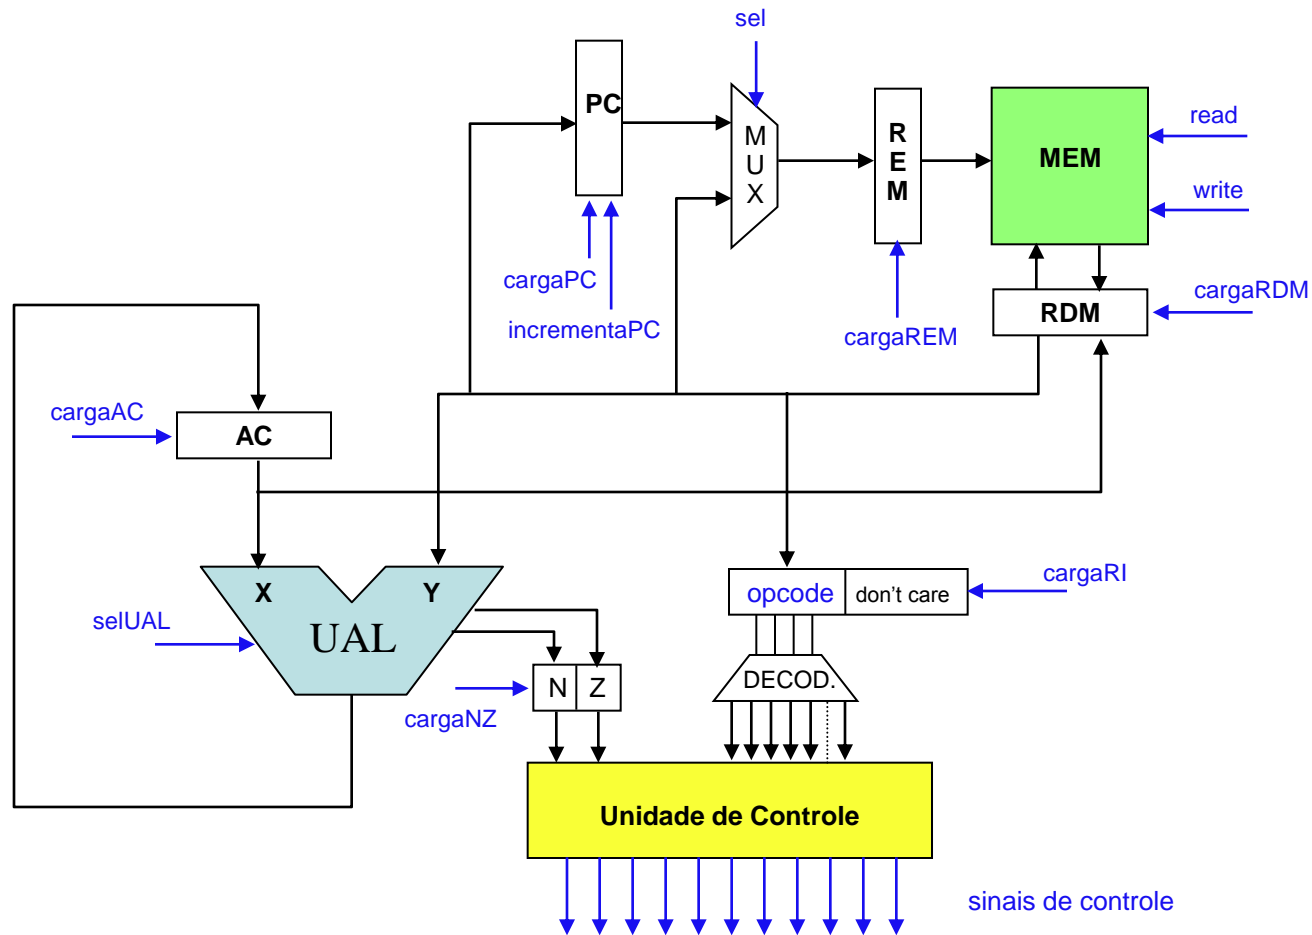 sel
PC
M
U
X
R
E
M
MEM
read
write
cargaPC
incrementaPC
cargaREM
RDM
cargaRDM
cargaAC
AC
X
Y
UAL
selUAL
opcode
don't care
cargaRI
N
Z
DECOD.
cargaNZ
Unidade de Controle
sinais de controle